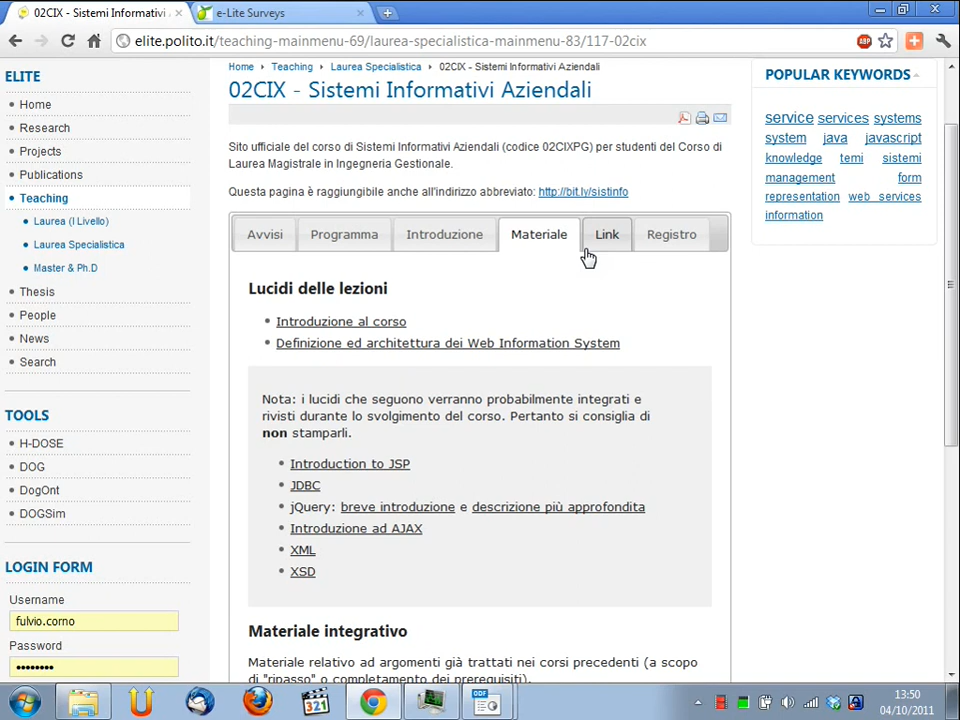 02CIX - Sistemi Informativi
e-Lite Surveys
elite.polito.it/teaching-mainmenu-69/laurea-specialistica-mainmenu-83/117-02cix
ABP
ELITE
Home
Research
Projects
Publications
Teaching
Laurea (I Livello)
Laurea Specialistica
Master & Ph.D
Thesis
People
News
Search
TOOLS
H-DOSE
DOG
DogOnt
DOGSim
LOGIN FORM
Username
fulvio.corno
Password
••••••••
Home Teaching Laurea Specialistica 02CIX - Sistemi Informativi Aziendali
02CIX - Sistemi Informativi Aziendali
Sito ufficiale del corso di Sistemi Informativi Aziendali (codice 02CIXPG) per studenti del Corso di
Laurea Magistrale in Ingegneria Gestionale.
Questa pagina è raggiungibile anche all'indirizzo abbreviato: http://bit.ly/sistinfo
Avvisi Programma Introduzione Materiale Link Registro
Lucidi delle lezioni
Introduzione al corso
Definizione ed architettura dei Web Information System
Nota: i lucidi che seguono verranno probabilmente integrati e
rivisti durante lo svolgimento del corso. Pertanto si consiglia di
non stamparli.
Introduction to JSP
JDBC
jQuery: breve introduzione e descrizione più approfondita
Introduzione ad AJAX
XML
XSD
Materiale integrativo
Materiale relativo ad argomenti già trattati nei corsi precedenti (a scopo
di "ripasso" o completamento dei prerequisiti).
POPULAR KEYWORDS
service services systems
system java javascript
knowledge temi sistemi
management form
representation web services
information
321
ODF
13:50
04/10/2011